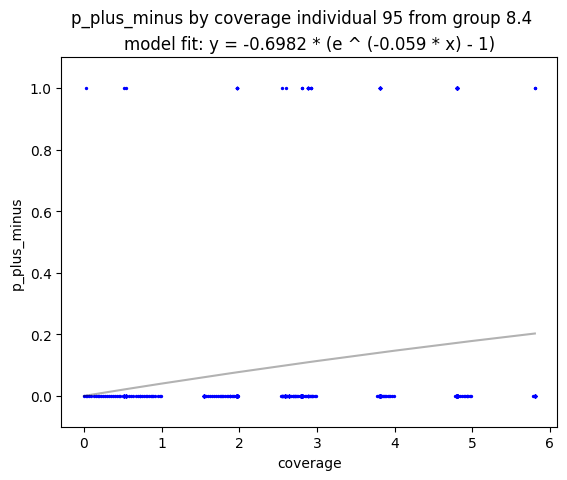 p_plus_minus by coverage individual 95 from group 8.4
model fit: y = -0.6982 * (e ^ (-0.059 * x) - 1)
1.0
0.8
0.6
0.4
0.2
0.0
p_plus_minus
0 1 2 3 4 5 6
coverage